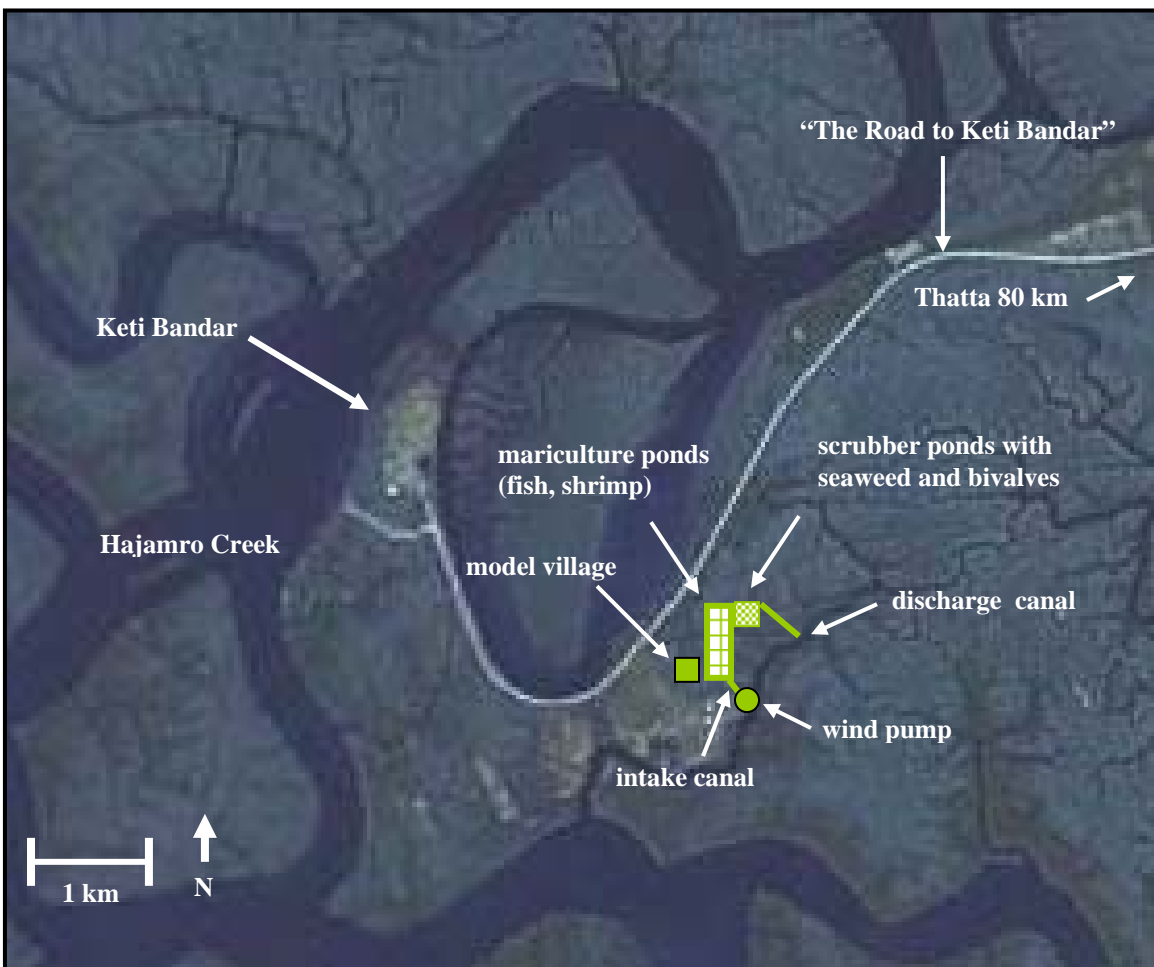 “The Road to Keti Bandar”
Thatta 80 km
Keti Bandar
mariculture ponds
(fish, shrimp)
scrubber ponds with
seaweed and bivalves
Hajamro Creek
model village
discharge  canal
wind pump
intake canal
1 km
N